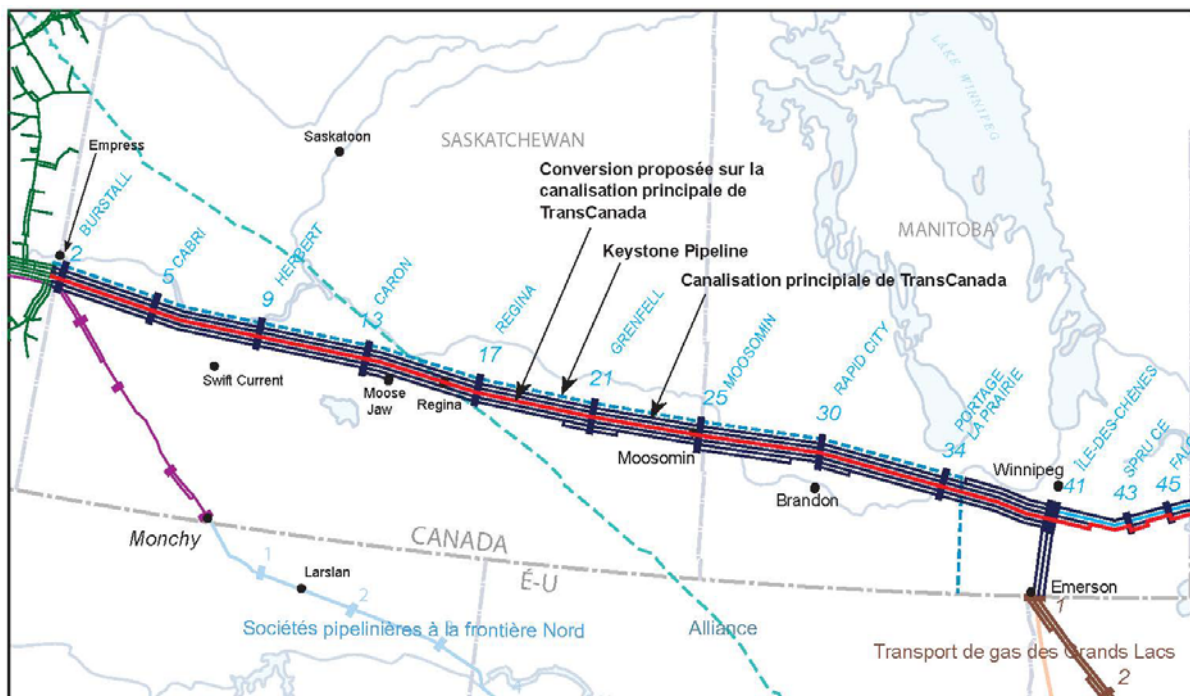 LAKE WINNIPEG
Saskatoon
SASKATCHEWAN
Empress
Conversion proposée sur la
canalisation principale de
TransCanada
MANITOBA
Keystone Pipeline
Canalisation principiale de TransCanada
2 BURSTALL
5 CABRI
9 HERBERT
13 CARON
17 REGINA
21 GRENFELL
25 MOOSOMIN
30 RAPID CITY
34 PORTAGE
LA PRAIRIE
41 ÎLE-DES-CHÊNES
43 SPRUCE
45 FALC
Swift Current
Moose
Jaw
Regina
Moosomin
Brandon
Winnipeg
Monchy
CANADA
É-U
1
Larslan
2
Emerson
1
Sociétés pipelinières à la frontière Nord
Alliance
Transport de gas des Grands Lacs
2